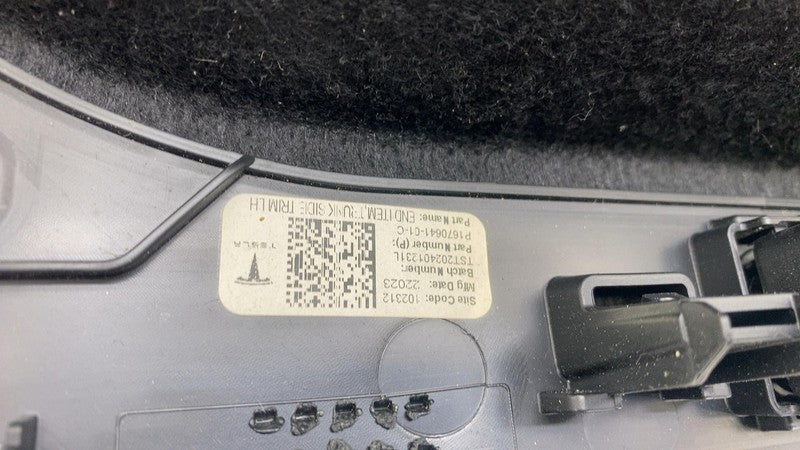 Site Code: 102312
Mfg Date: 22023
Batch Number:
TST202401231L
Part Number(P):
P1670641-01-C
Part Name:
END ITEM,TRUNK SIDE TRIM LH
TESLA